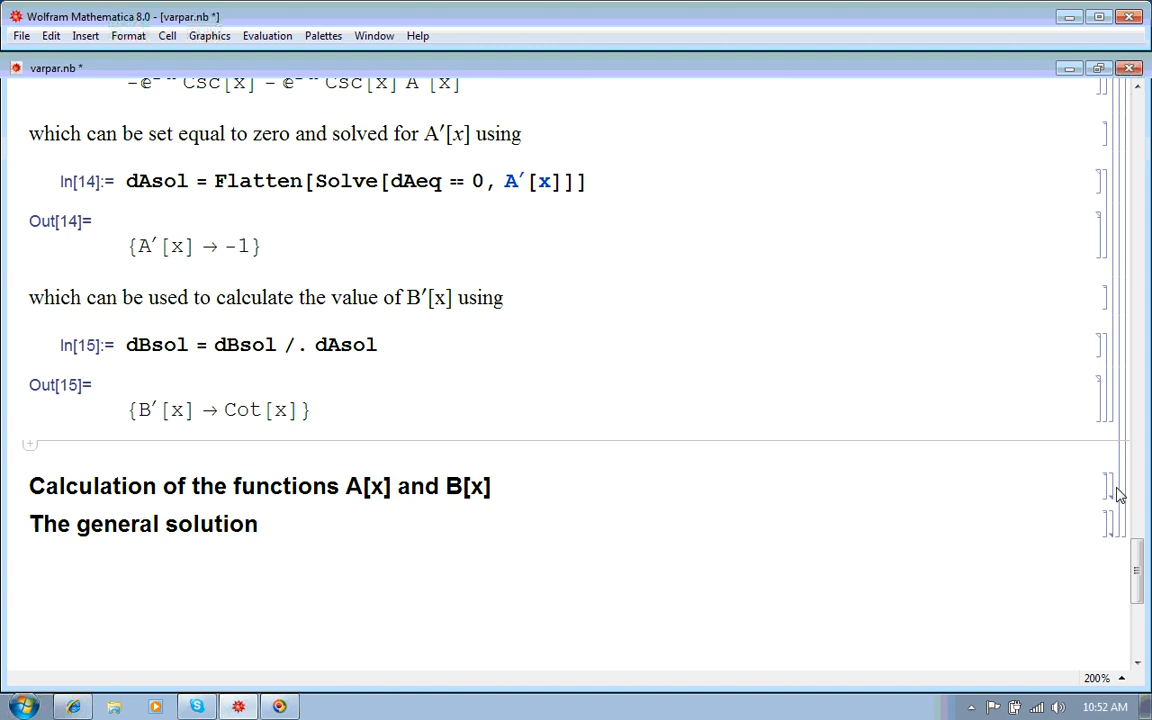 Wolfram Mathematica 8.0 - [varpar.nb *]
File Edit Insert Format Cell Graphics Evaluation Palettes Window Help
varpar.nb *
which can be set equal to zero and solved for A′[x] using
In[14]:= dAsol = Flatten[Solve[dAeq == 0, A′[x]]]
Out[14]=
{A′[x] → -1}
which can be used to calculate the value of B′[x] using
In[15]:= dBsol = dBsol /. dAsol
Out[15]=
{B′[x] → Cot[x]}
Calculation of the functions A[x] and B[x]
The general solution
200%
10:52 AM